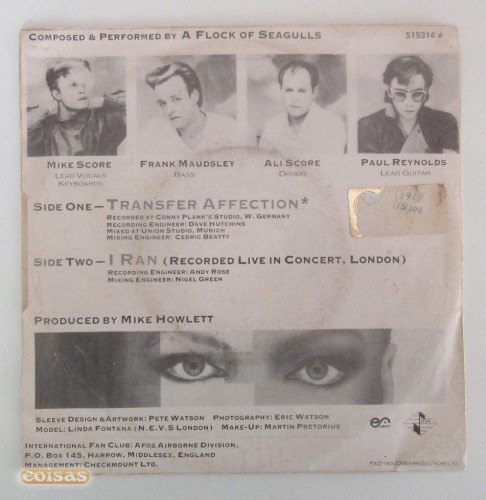 COMPOSED & PERFORMED BY A FLOCK OF SEAGULLS
515314 A
MIKE SCORE FRANK MAUDSLEY ALI SCORE PAUL REYNOLDS
LEAD VOCALS BASS DRUMS LEAD GUITAR
KEYBOARDS
SIDE ONE – TRANSFER AFFECTION*
RECORDED AT CONNY PLANK'S STUDIO, W. GERMANY
RECORDING ENGINEER: DAVE HUTCHINS
MIXED AT UNION STUDIO, MUNICH
MIXING ENGINEER: CEDRIC BEATTY
SIDE TWO – I RAN (RECORDED LIVE IN CONCERT, LONDON)
RECORDING ENGINEER: ANDY ROSE
MIXING ENGINEER: NIGEL GREEN
PRODUCED BY MIKE HOWLETT
SLEEVE DESIGN & ARTWORK: PETE WATSON PHOTOGRAPHY: ERIC WATSON
MODEL: LINDA FONTANA (N.E.V.S LONDON) MAKE-UP: MARTIN PRETORIUS
INTERNATIONAL FAN CLUB: AFOS AIRBORNE DIVISION,
P.O. BOX 145, HARROW, MIDDLESEX, ENGLAND
MANAGEMENT: CHECKMOUNT LTD.
coisas